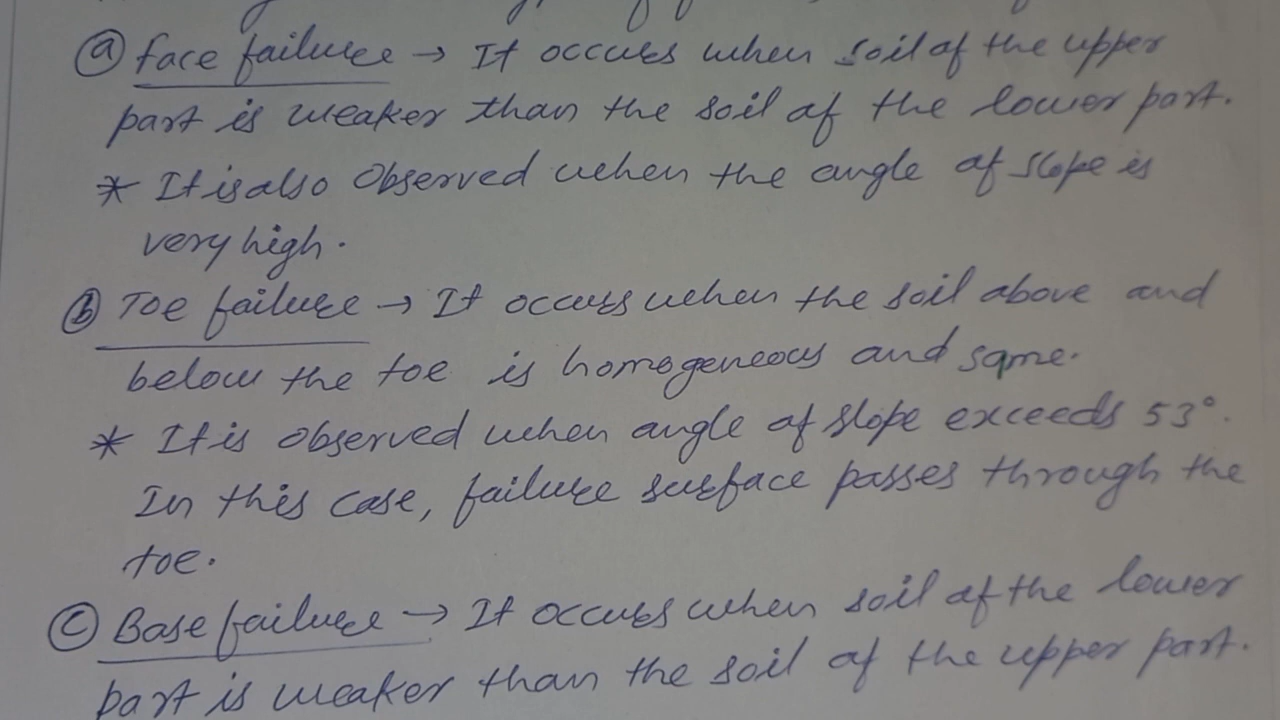 (a) face failure → It occurs when soil of the upper
part is weaker than the soil of the lower part.
* It is also Observed when the angle of slope is
very high.
(b) Toe failure → It occurs when the soil above and
below the toe is homogeneous and same.
* It is observed when angle of slope exceeds 53°.
In this case, failure surface passes through the
toe.
(c) Base failure → It occurs when soil of the lower
part is weaker than the soil of the upper part.